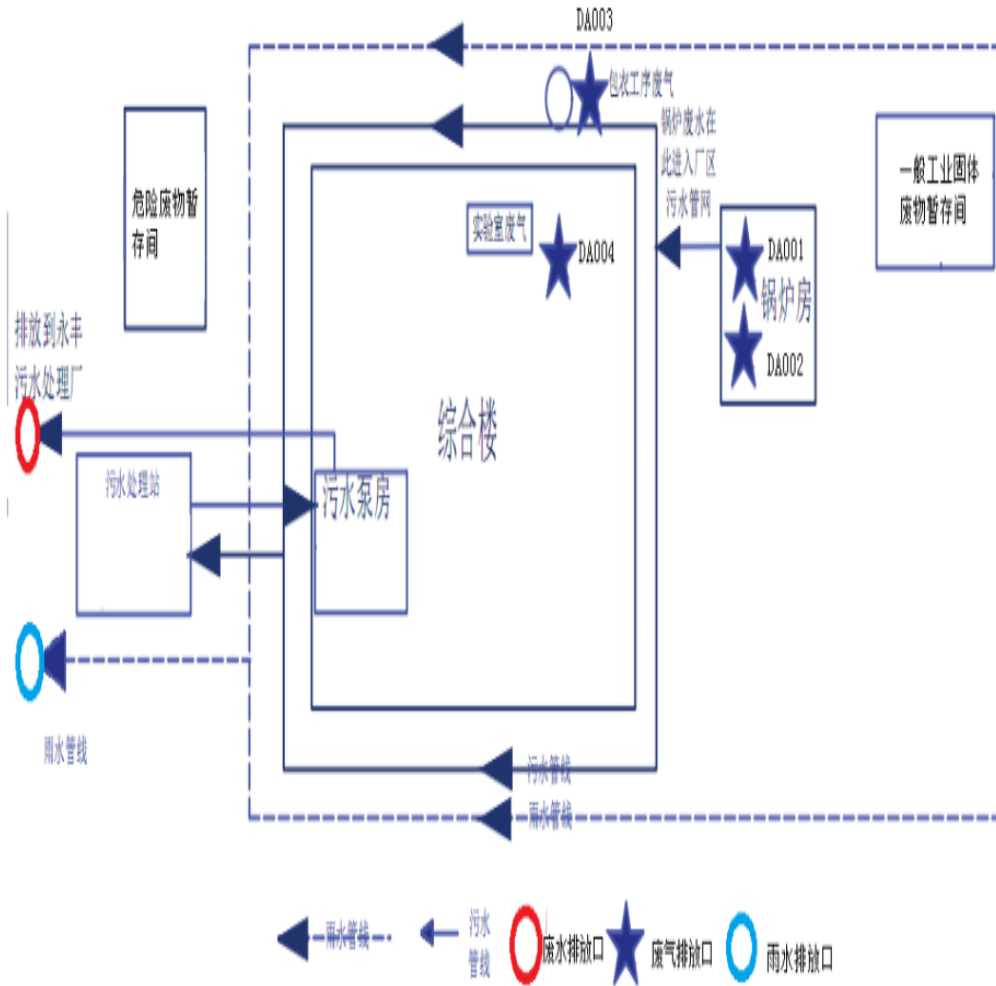 DA003
包衣工序废气
锅炉废水在
此进入厂区
污水管网
一般工业固体
废物暂存间
危险废物暂
存间
实验室废气
DA004
DA001
锅炉房
DA002
排放到永丰
污水处理厂
综合楼
污水处理站
污水泵房
雨水管线
污水管线
雨水管线
雨水管线
污水
管线
废水排放口
废气排放口
雨水排放口